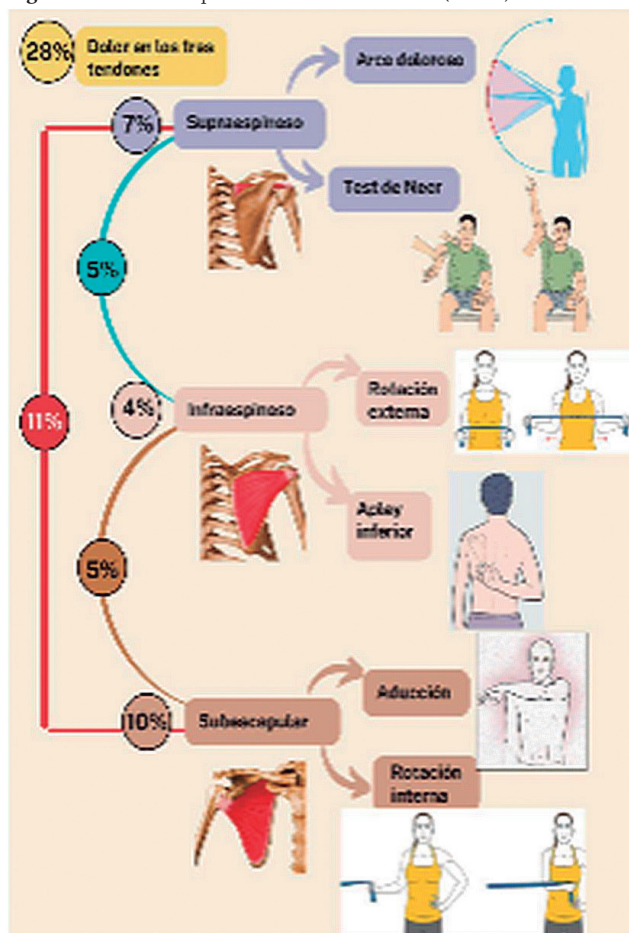 28%
Dolor en los tres
tendones
Arco doloroso
7%
Supraespinoso
Test de Neer
5%
4%
Infraespinoso
Rotación
externa
11%
Apley
inferior
5%
Aducción
10%
Subescapular
Rotación
interna